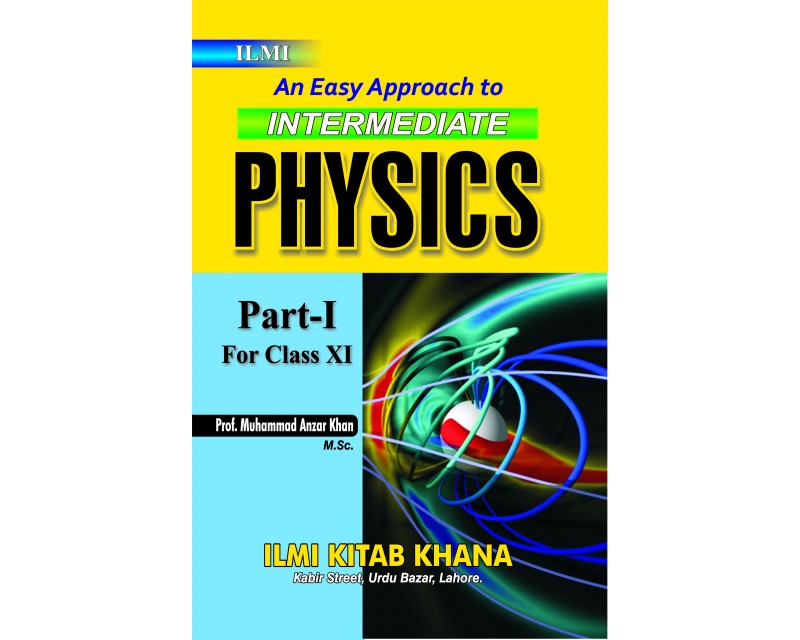 ILMI
An Easy Approach to
INTERMEDIATE
PHYSICS
Part-I
For Class XI
Prof. Muhammad Anzar Khan
M.Sc.
ILMI KITAB KHANA
Kabir Street, Urdu Bazar, Lahore.